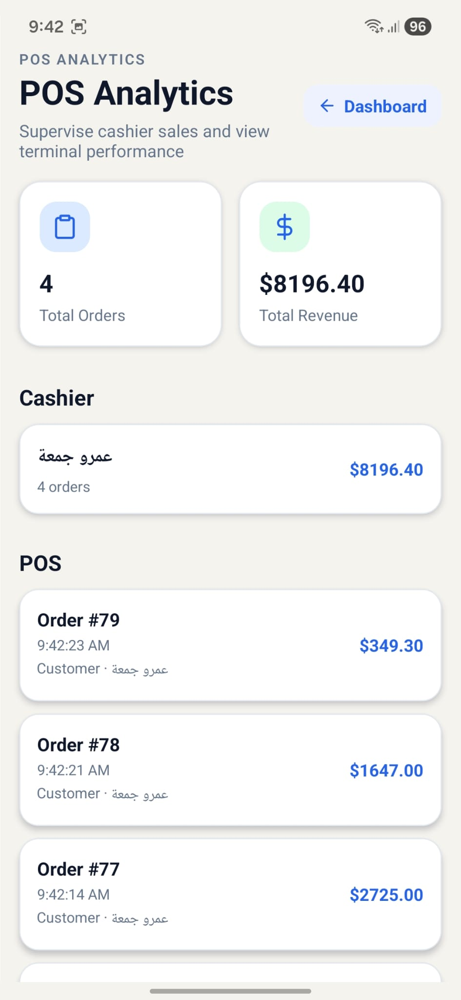 9:42
96
POS ANALYTICS
POS Analytics
Dashboard
Supervise cashier sales and view
terminal performance
4
Total Orders
$8196.40
Total Revenue
Cashier
عمرو جمعة
4 orders
$8196.40
POS
Order #79
9:42:23 AM
Customer · عمرو جمعة
$349.30
Order #78
9:42:21 AM
Customer · عمرو جمعة
$1647.00
Order #77
9:42:14 AM
Customer · عمرو جمعة
$2725.00